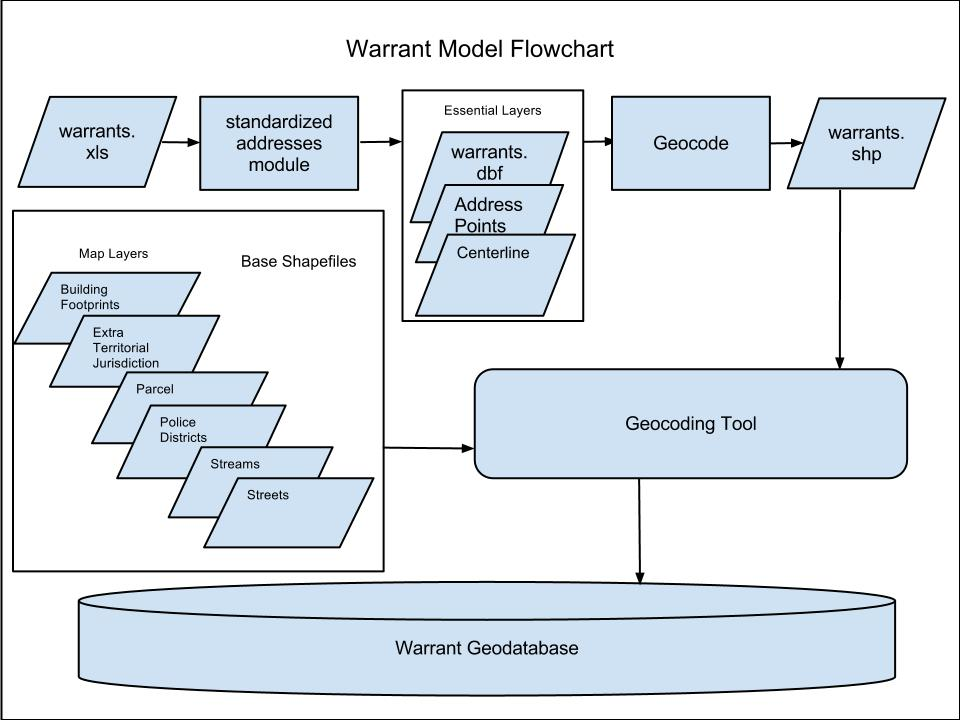 Warrant Model Flowchart
warrants.
xls
standardized
addresses
module
Essential Layers
warrants.
dbf
Address
Points
Centerline
Geocode
warrants.
shp
Map Layers
Base Shapefiles
Building
Footprints
Extra
Territorial
Jurisdiction
Parcel
Police
Districts
Streams
Streets
Geocoding Tool
Warrant Geodatabase